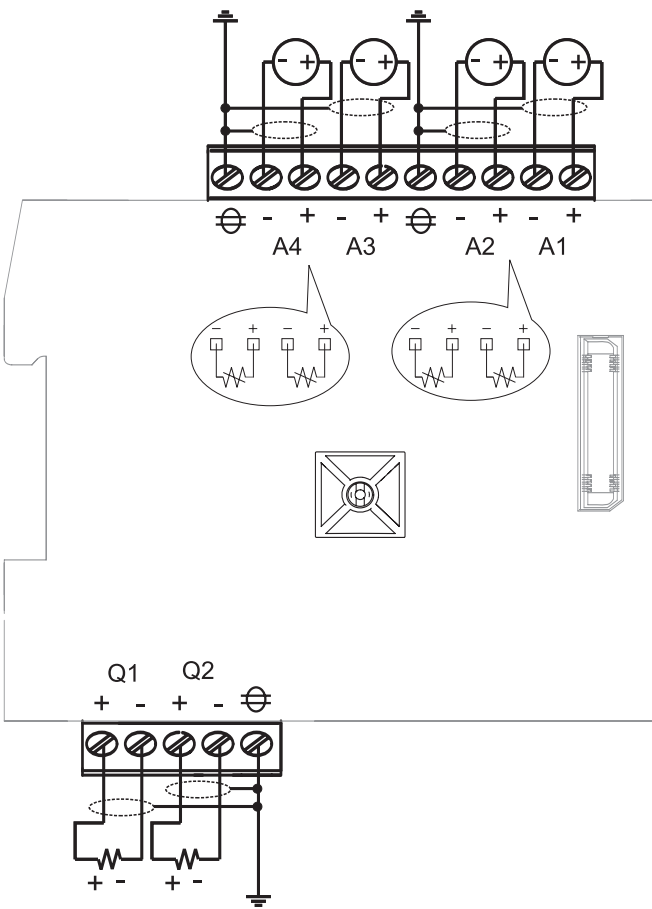 - + - + - + - +
- + - + - + - +
A4 A3 A2 A1
- + - + - + - +
Q1 Q2
+ - + -
+ - + -